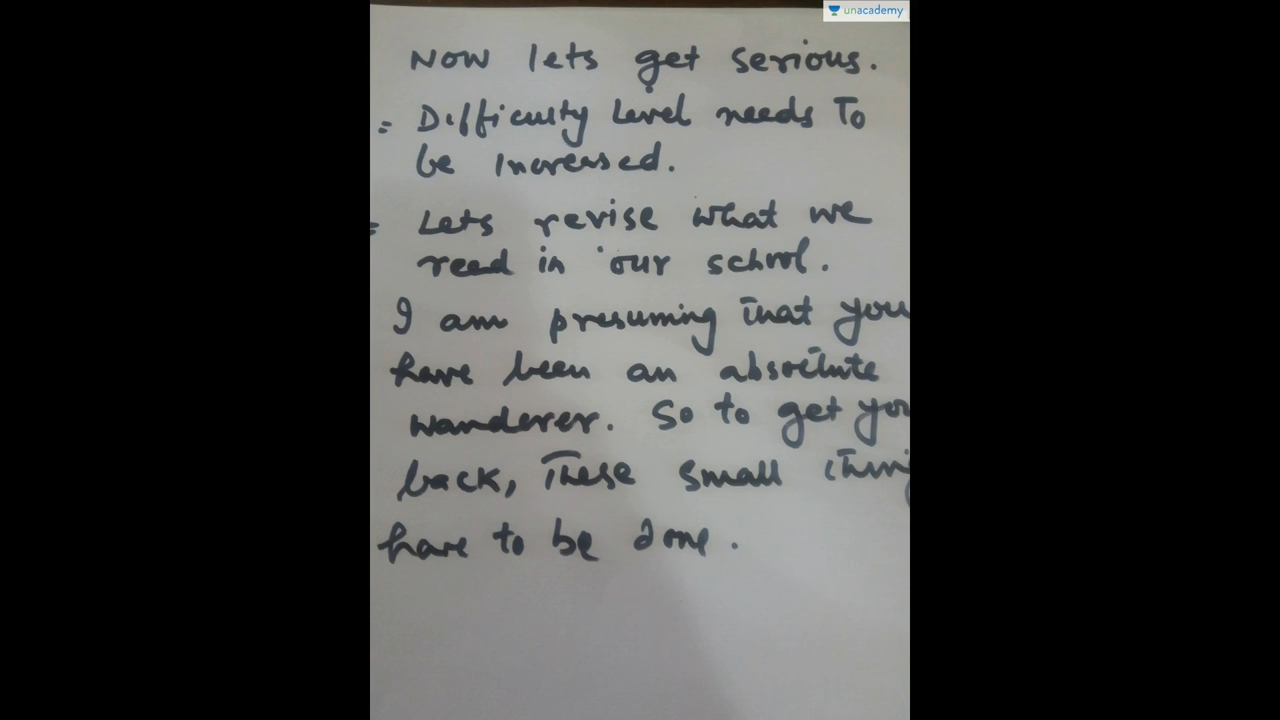 unacademy
Now lets get serious.
= Difficulty Level needs To
be Increased.
= Lets revise what we
read in our school.
I am presuming that you
have been an absolute
wanderer. So to get you
back, These small thing
have to be done.